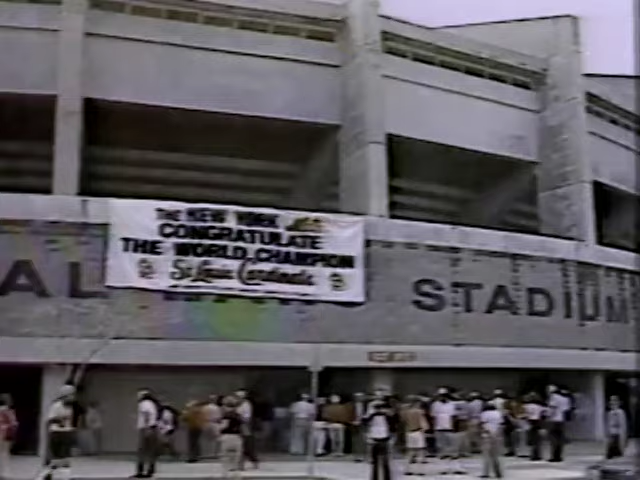 THE NEW YORK
CONGRATULATE
THE WORLD CHAMPION
St. Louis Cardinals
AL
STADIUM